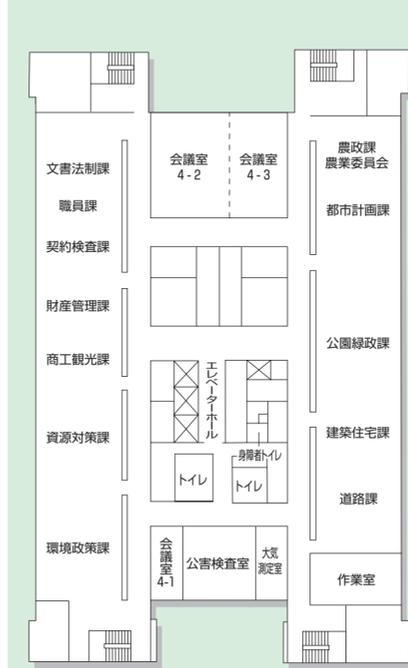 文書法制課
職員課
契約検査課
財産管理課
商工観光課
資源対策課
環境政策課
会議室
4-2
会議室
4-3
エレベーターホール
身障者トイレ
トイレ
トイレ
会議室
4-1
公害検査室
大気
測定室
農政課
農業委員会
都市計画課
公園緑政課
建築住宅課
道路課
作業室